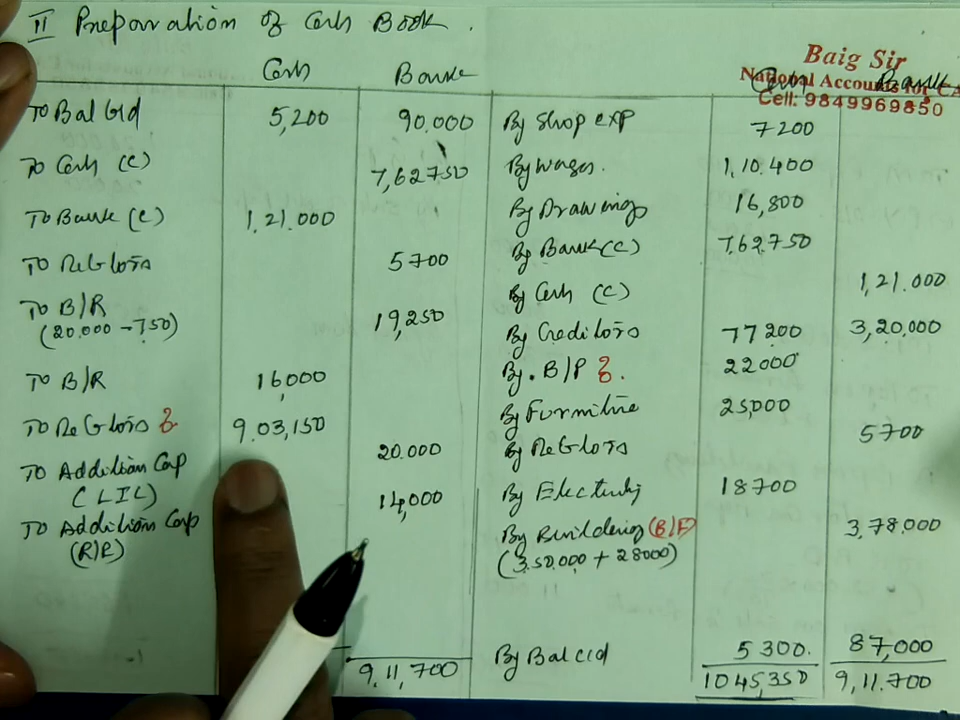 II Preparation of Cash Book.
Baig Sir
National Accounts for CA
Cell: 9849969850
Cash Bank
To Bal b/d 5,200 90.000 By Shop exp 7200
To Cash (C) 7,62750 By wages. 1,10.400
To Bank (C) 1,21.000 By Drawings 16,800
To Debtors 5700 By Bank (C) 7,62.750
By Cash (C) 1,21.000
To B/R 19,250 By Creditors 77200 3,20,000
(20.000 - 750)
To B/R 16,000 By. B/P 22000
To Debtors 9.03,150 By Furniture 25,000
20.000 By Debtors 5700
To Addition Cap
(LIC) 14,000 By Electricity 18700
To Addition Cap By Building (B/F) 3,78.000
(R/R) (3.50,000 + 28000)
By Bal c/d 5300. 87,000
9,11,700 1045,350 9,11.700